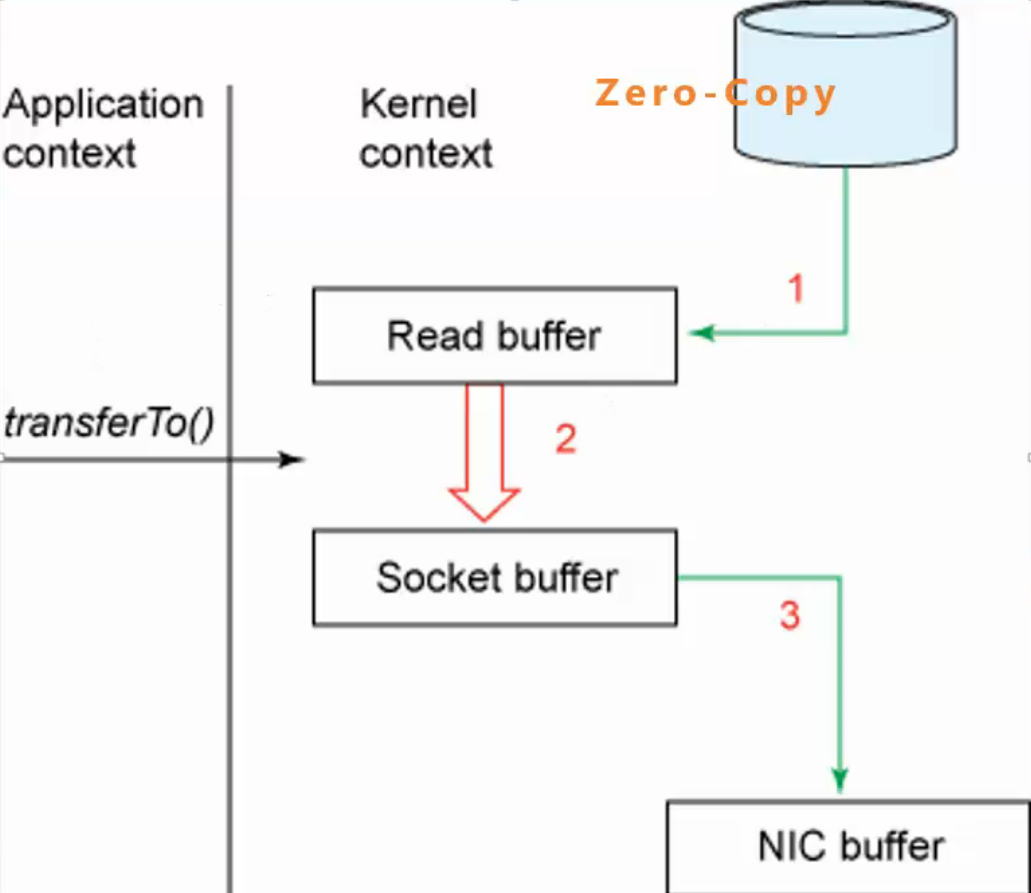 Zero-Copy
Application
context
Kernel
context
1
Read buffer
transferTo()
2
Socket buffer
3
NIC buffer